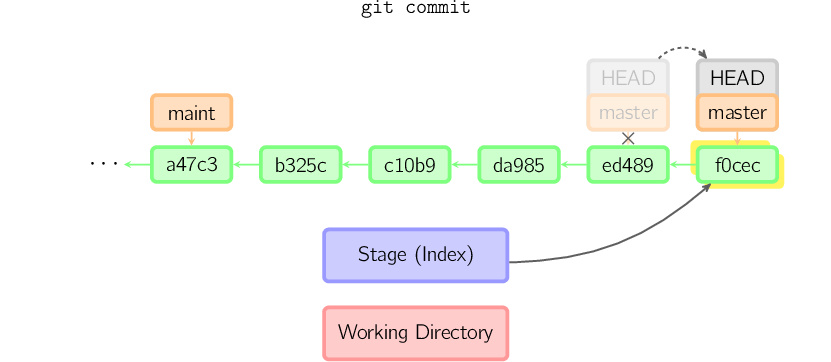 git commit
HEAD HEAD
maint master master
··· a47c3 b325c c10b9 da985 ed489 f0cec
Stage (Index)
Working Directory